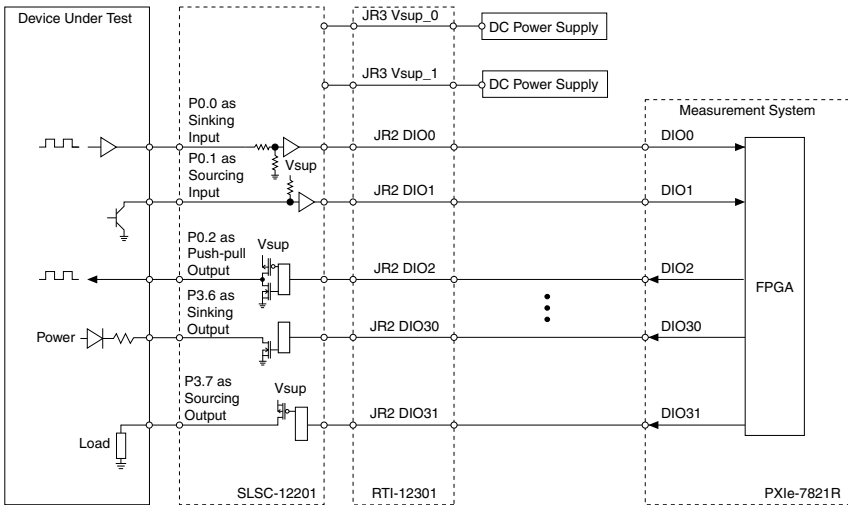 Device Under Test
JR3 Vsup_0
DC Power Supply
JR3 Vsup_1
DC Power Supply
Measurement System
P0.0 as
Sinking
Input
JR2 DIO0
DIO0
P0.1 as
Sourcing
Input
Vsup
JR2 DIO1
DIO1
P0.2 as
Push-pull
Output
Vsup
JR2 DIO2
DIO2
FPGA
P3.6 as
Sinking
Output
Power
JR2 DIO30
DIO30
P3.7 as
Sourcing
Output
Vsup
JR2 DIO31
DIO31
Load
SLSC-12201
RTI-12301
PXIe-7821R